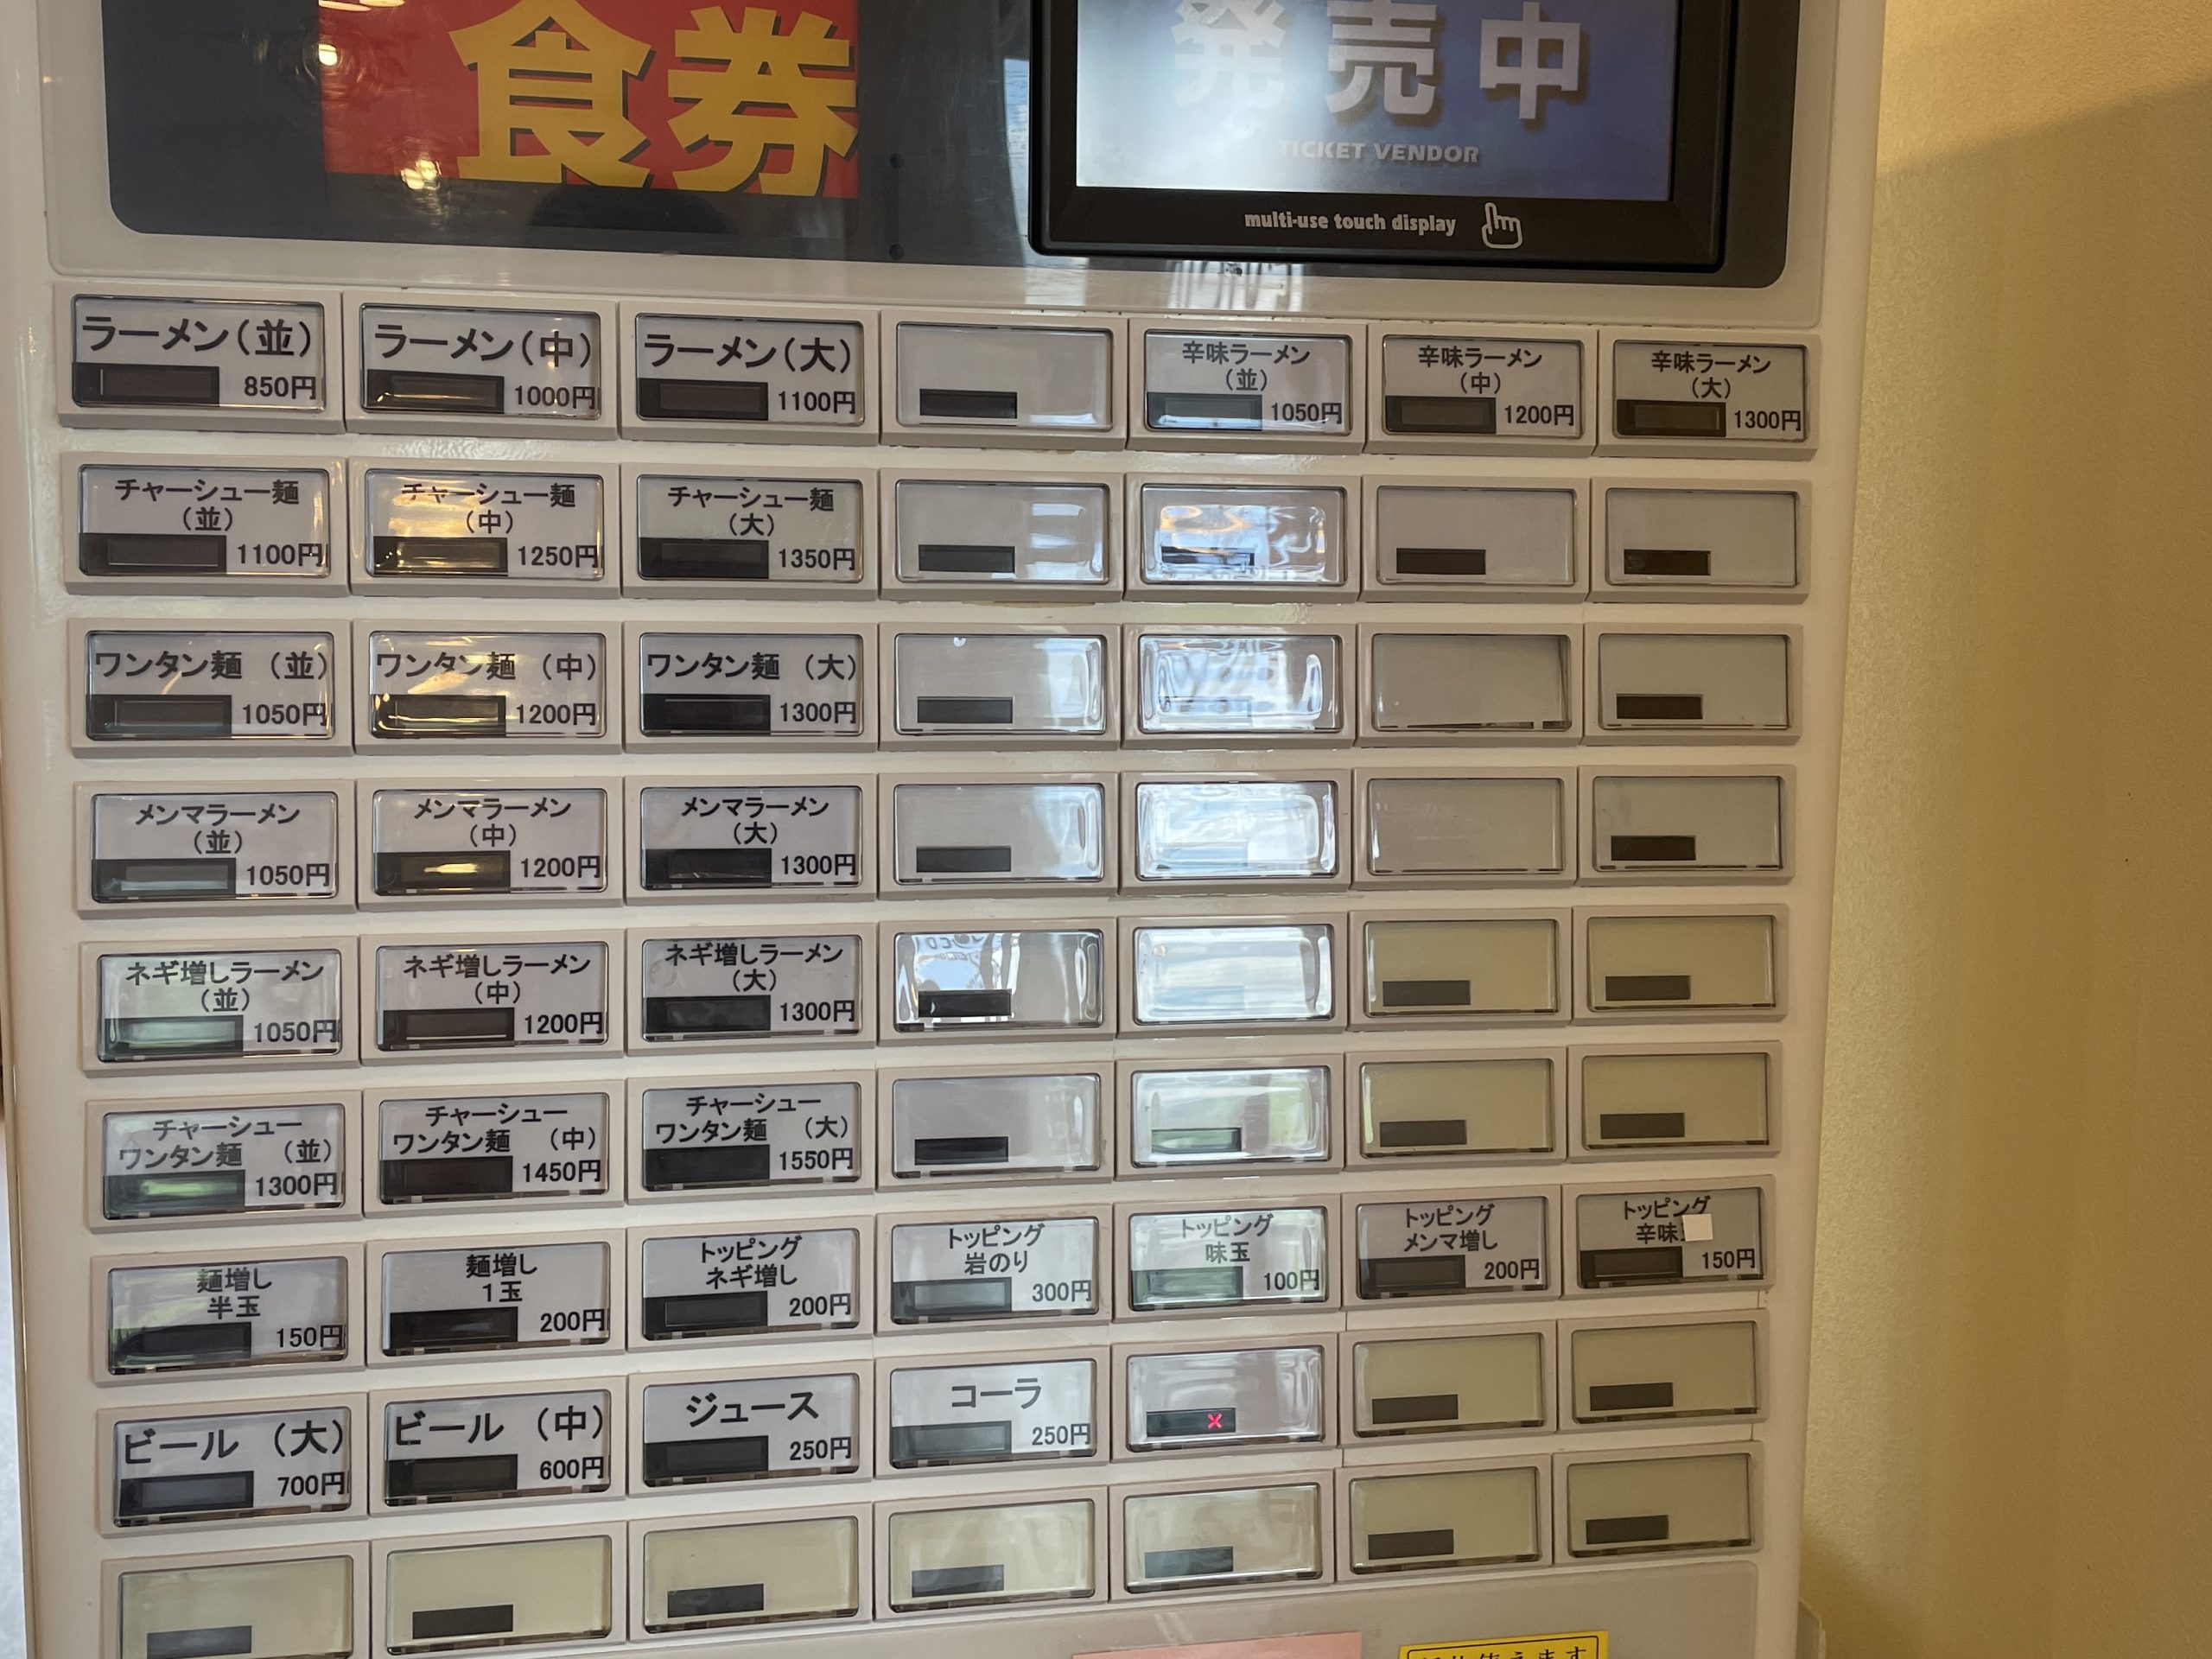 食券
発売中
TICKET VENDOR
multi-use touch display
ラーメン(並)
850円
ラーメン(中)
1000円
ラーメン(大)
1100円
辛味ラーメン
(並)
1050円
辛味ラーメン
(中)
1200円
辛味ラーメン
(大)
1300円
チャーシュー麺
(並)
1100円
チャーシュー麺
(中)
1250円
チャーシュー麺
(大)
1350円
ワンタン麺 (並)
1050円
ワンタン麺 (中)
1200円
ワンタン麺 (大)
1300円
メンマラーメン
(並)
1050円
メンマラーメン
(中)
1200円
メンマラーメン
(大)
1300円
ネギ増しラーメン
(並)
1050円
ネギ増しラーメン
(中)
1200円
ネギ増しラーメン
(大)
1300円
チャーシュー
ワンタン麺 (並)
1300円
チャーシュー
ワンタン麺 (中)
1450円
チャーシュー
ワンタン麺 (大)
1550円
麺増し
半玉
150円
麺増し
1玉
200円
トッピング
ネギ増し
200円
トッピング
岩のり
300円
トッピング
味玉
100円
トッピング
メンマ増し
200円
トッピング
辛味
150円
ビール (大)
700円
ビール (中)
600円
ジュース
250円
コーラ
250円
x
使えます